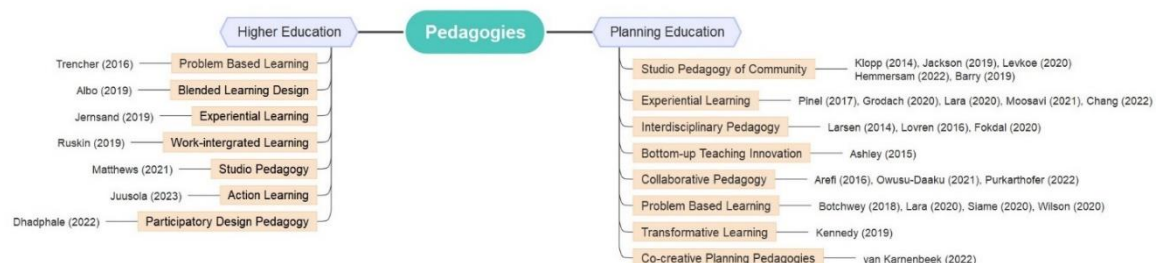 Pedagogies
Higher Education
Trencher (2016) Problem Based Learning
Albo (2019) Blended Learning Design
Jernsand (2019) Experiential Learning
Ruskin (2019) Work-intergrated Learning
Matthews (2021) Studio Pedagogy
Juusola (2023) Action Learning
Dhadphale (2022) Participatory Design Pedagogy
Planning Education
Studio Pedagogy of Community Klopp (2014), Jackson (2019), Levkoe (2020)
Hemmersam (2022), Barry (2019)
Experiential Learning Pinel (2017), Grodach (2020), Lara (2020), Moosavi (2021), Chang (2022)
Interdisciplinary Pedagogy Larsen (2014), Lovren (2016), Fokdal (2020)
Bottom-up Teaching Innovation Ashley (2015)
Collaborative Pedagogy Arefi (2016), Owusu-Daaku (2021), Purkarthofer (2022)
Problem Based Learning Botchwey (2018), Lara (2020), Siame (2020), Wilson (2020)
Transformative Learning Kennedy (2019)
Co-creative Planning Pedagogies van Karnenbeek (2022)